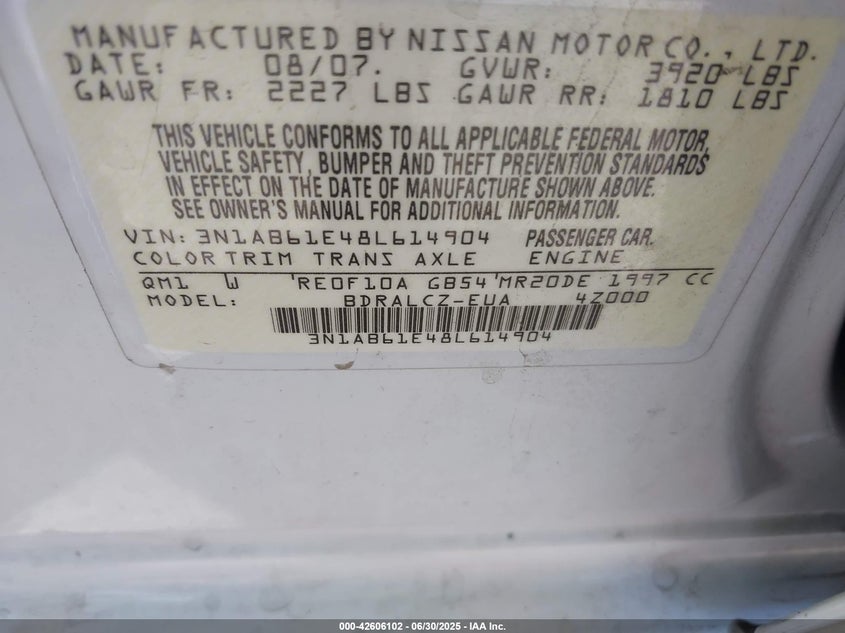 MANUFACTURED BY NISSAN MOTOR CO., LTD.
DATE: 08/07. GVWR: 3920 LBS
GAWR FR: 2227 LBS GAWR RR: 1810 LBS
THIS VEHICLE CONFORMS TO ALL APPLICABLE FEDERAL MOTOR
VEHICLE SAFETY, BUMPER AND THEFT PREVENTION STANDARDS
IN EFFECT ON THE DATE OF MANUFACTURE SHOWN ABOVE.
SEE OWNER'S MANUAL FOR ADDITIONAL INFORMATION.
VIN: 3N1AB61E48L614904 PASSENGER CAR.
COLOR TRIM TRANS AXLE ENGINE
QM1 W 'RE0F10A GB54 'MR20DE 1997 CC
MODEL: BDRALCZ-EUA 4Z000
3N1AB61E48L614904
000-42606102 - 06/30/2025 - IAA Inc.